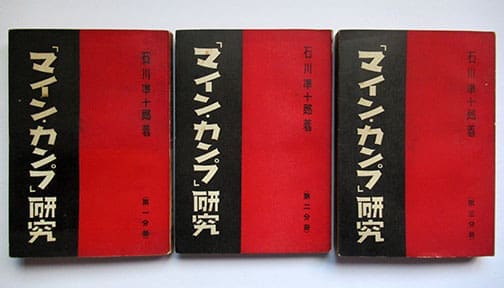 「マイン・カンプ」研究
石川準十郎著
(第一分冊)
「マイン・カンプ」研究
石川準十郎著
(第二分冊)
「マイン・カンプ」研究
石川準十郎著
(第三分冊)